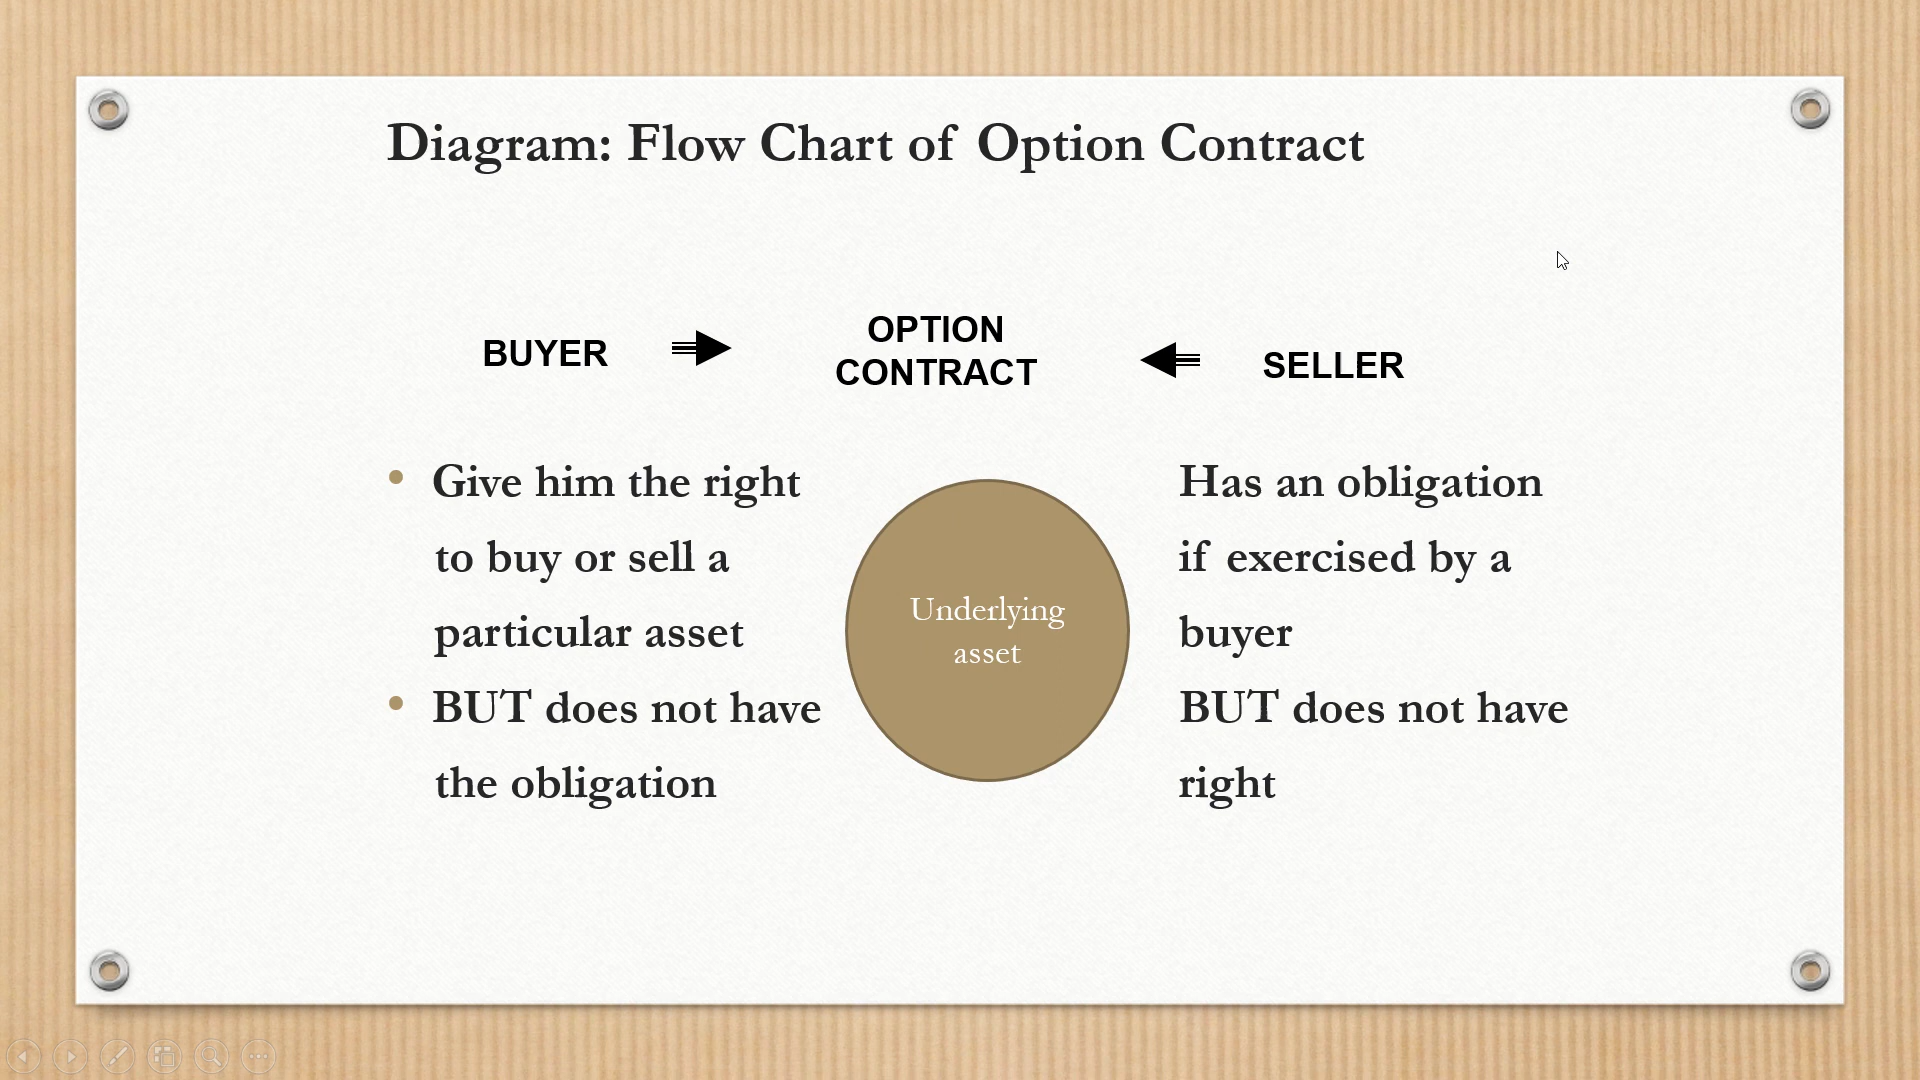 Diagram: Flow Chart of Option Contract
BUYER
OPTION
CONTRACT
SELLER
Give him the right
to buy or sell a
particular asset
BUT does not have
the obligation
Underlying
asset
Has an obligation
if exercised by a
buyer
BUT does not have
right